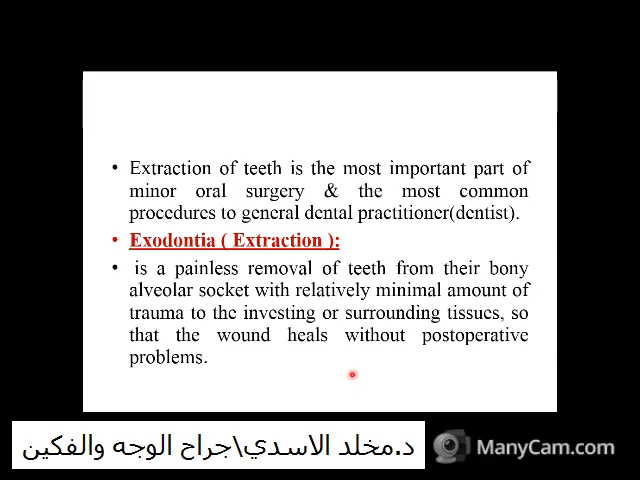 • Extraction of teeth is the most important part of
minor oral surgery & the most common
procedures to general dental practitioner(dentist).
• Exodontia ( Extraction ):
• is a painless removal of teeth from their bony
alveolar socket with relatively minimal amount of
trauma to the investing or surrounding tissues, so
that the wound heals without postoperative
problems.
د.مخلد الاسدي\جراح الوجه والفكين
ManyCam.com